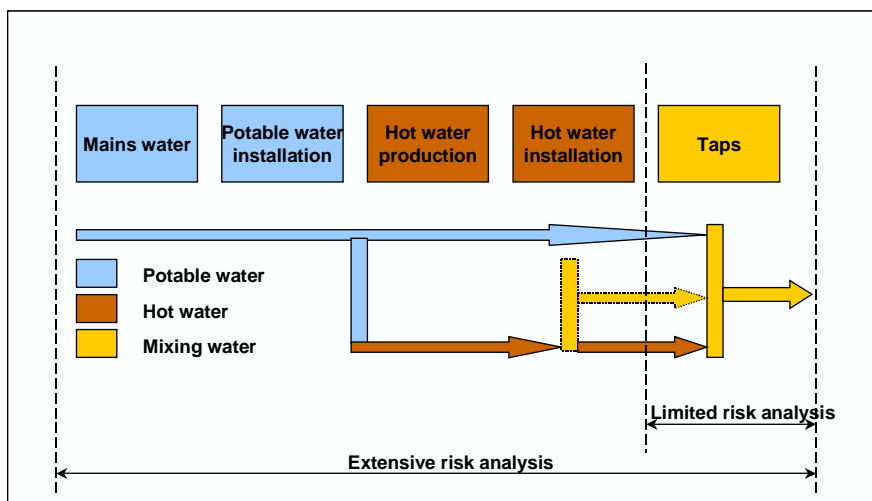 Mains water
Potable water
installation
Hot water
production
Hot water
installation
Taps
Potable water
Hot water
Mixing water
Limited risk analysis
Extensive risk analysis